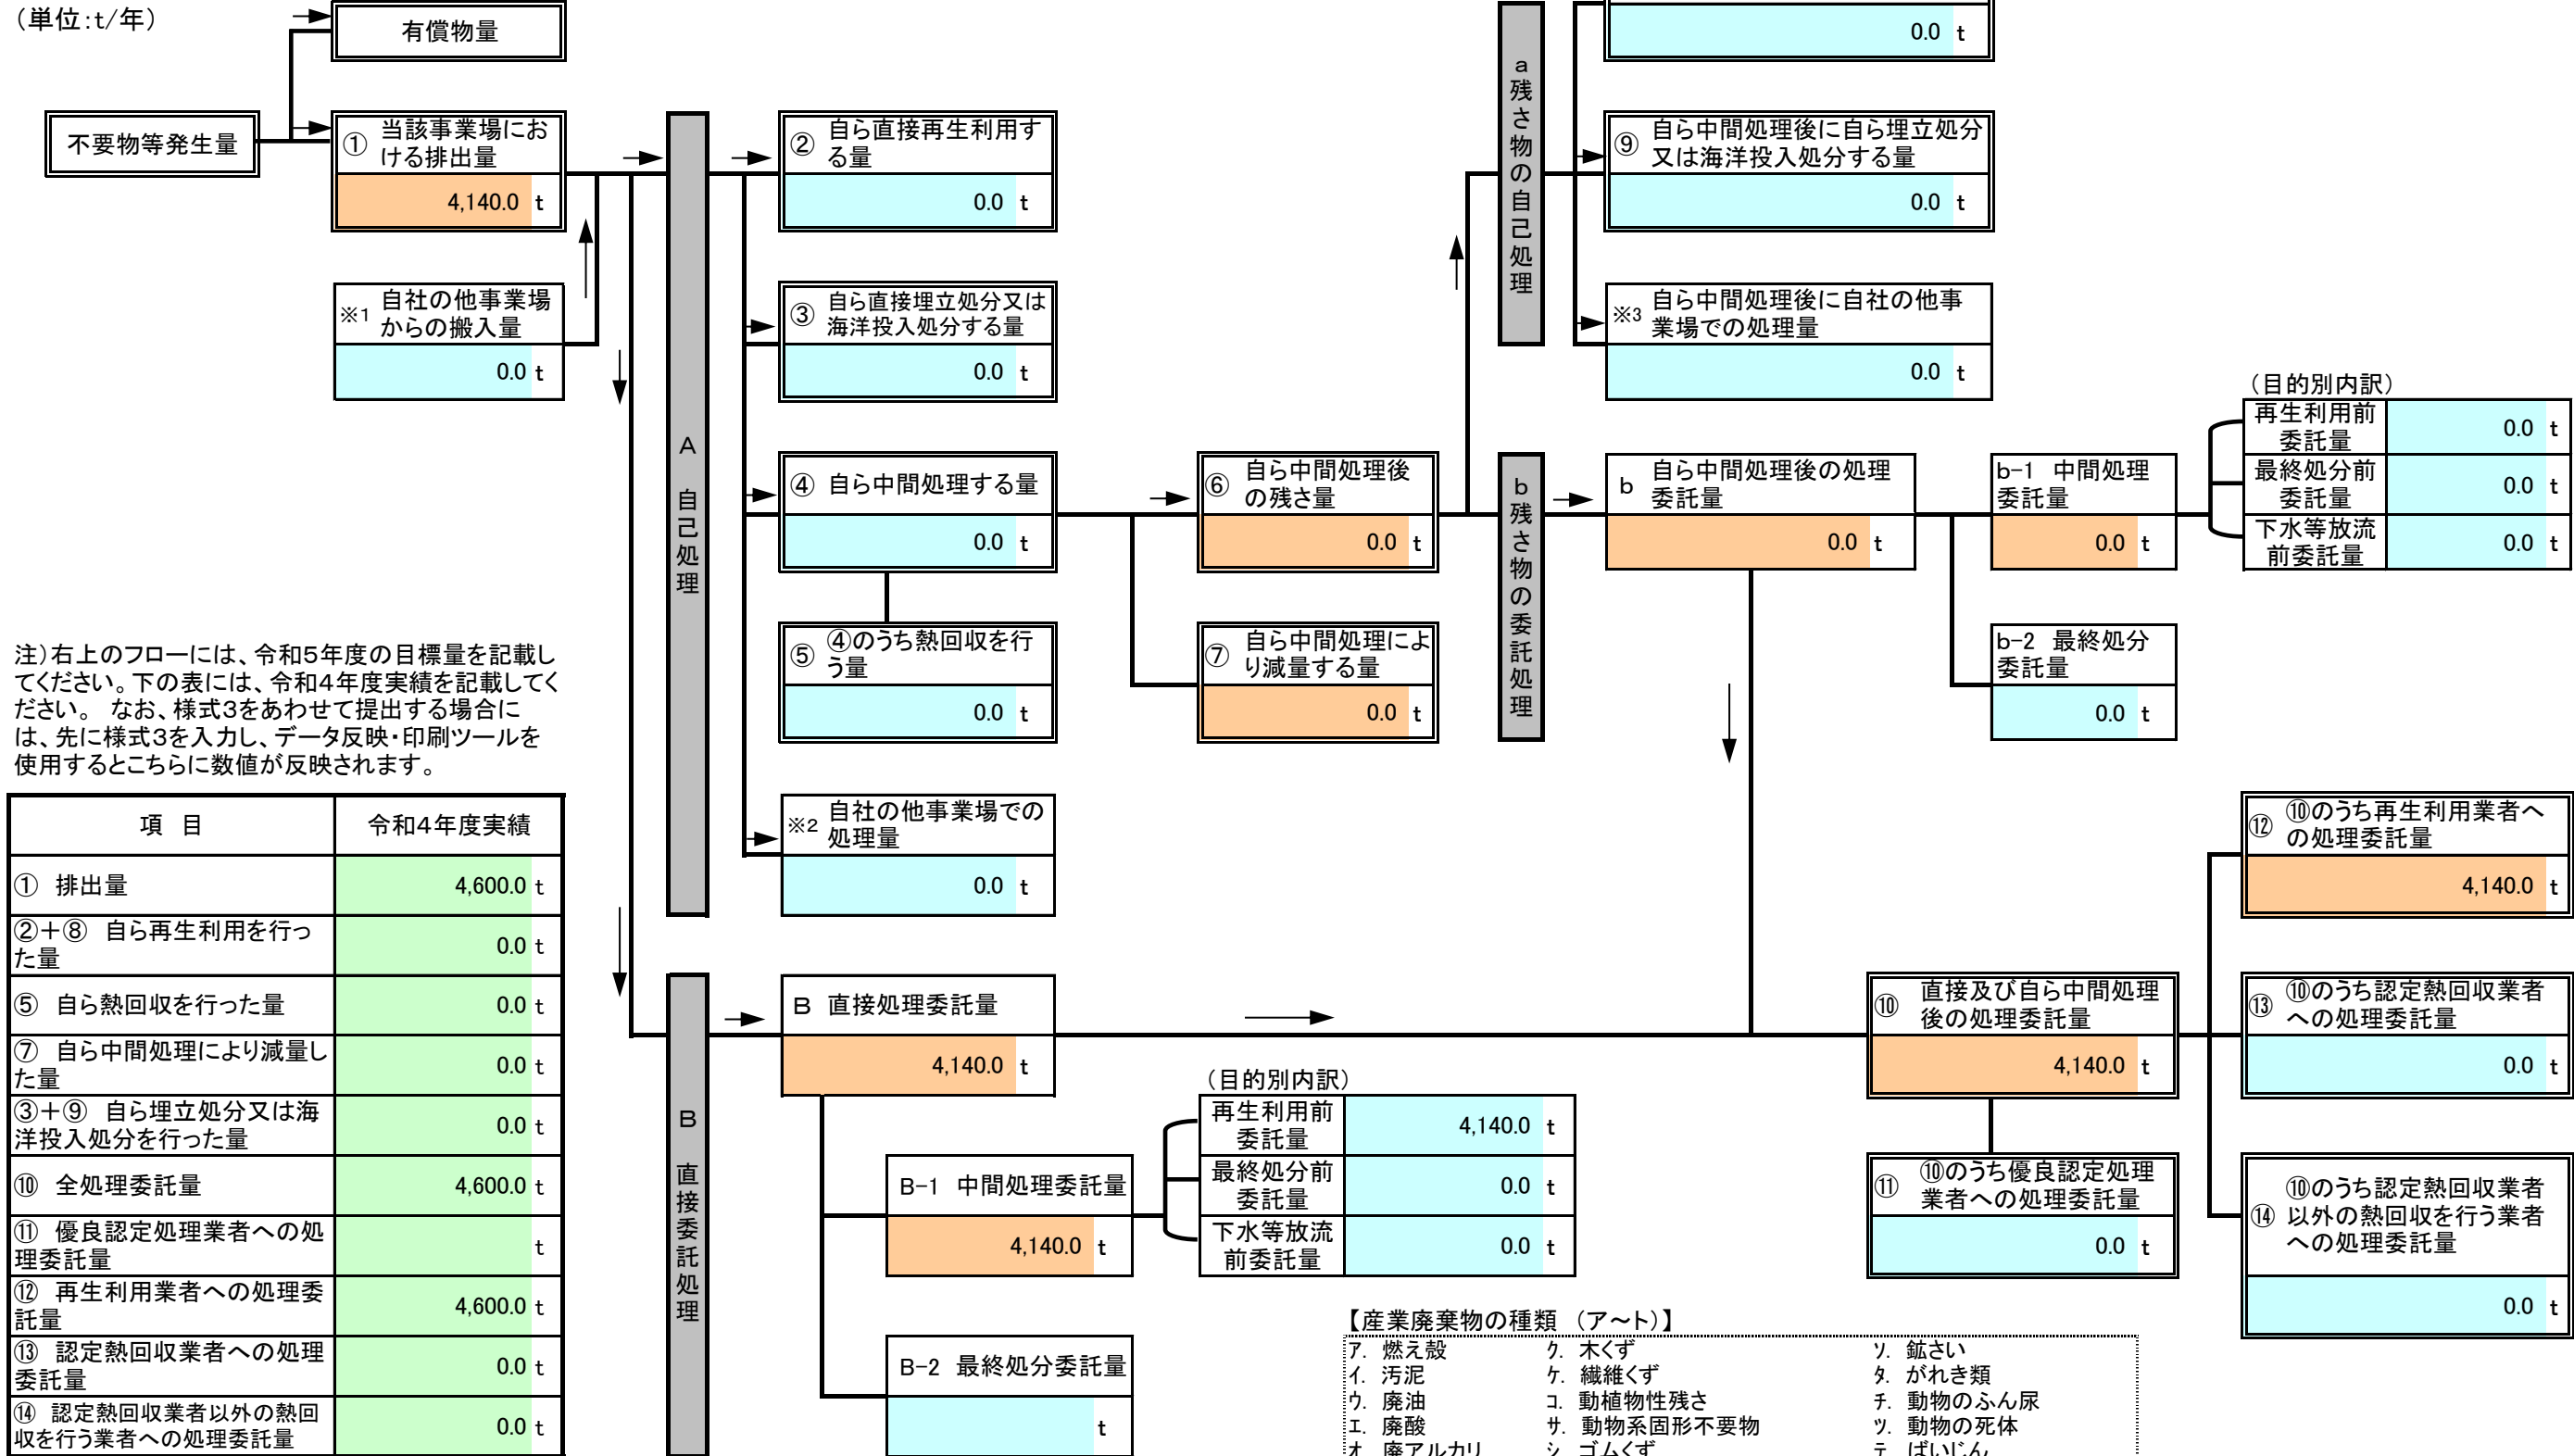 （単位：t/年）
有償物量
不要物等発生量
① 当該事業場にお
ける排出量
4,140.0 t
※1 自社の他事業場
からの搬入量
0.0 t
A 自己処理
② 自ら直接再生利用す
る量
0.0 t
③ 自ら直接埋立処分又は
海洋投入処分する量
0.0 t
④ 自ら中間処理する量
0.0 t
⑤ ④のうち熱回収を行
う量
0.0 t
※2 自社の他事業場での
処理量
0.0 t
⑥ 自ら中間処理後
の残さ量
0.0 t
⑦ 自ら中間処理によ
り減量する量
0.0 t
a 残さ物の自己処理
0.0 t
⑨ 自ら中間処理後に自ら埋立処分
又は海洋投入処分する量
0.0 t
※3 自ら中間処理後に自社の他事
業場での処理量
0.0 t
b 残さ物の委託処理
b 自ら中間処理後の処理
委託量
0.0 t
b-1 中間処理
委託量
0.0 t
b-2 最終処分
委託量
0.0 t
（目的別内訳）
再生利用前
委託量
0.0 t
最終処分前
委託量
0.0 t
下水等放流
前委託量
0.0 t
注）右上のフローには、令和5年度の目標量を記載し
てください。下の表には、令和4年度実績を記載してく
ださい。 なお、様式3をあわせて提出する場合に
は、先に様式3を入力し、データ反映・印刷ツールを
使用するとこちらに数値が反映されます。
項 目 令和4年度実績
① 排出量 4,600.0 t
②＋⑧ 自ら再生利用を行っ
た量 0.0 t
⑤ 自ら熱回収を行った量 0.0 t
⑦ 自ら中間処理により減量し
た量 0.0 t
③＋⑨ 自ら埋立処分又は海
洋投入処分を行った量 0.0 t
⑩ 全処理委託量 4,600.0 t
⑪ 優良認定処理業者への処
理委託量 t
⑫ 再生利用業者への処理委
託量 4,600.0 t
⑬ 認定熱回収業者への処理
委託量 0.0 t
⑭ 認定熱回収業者以外の熱回
収を行う業者への処理委託量 0.0 t
B 直接委託処理
B 直接処理委託量
4,140.0 t
B-1 中間処理委託量
4,140.0 t
B-2 最終処分委託量
t
（目的別内訳）
再生利用前
委託量
4,140.0 t
最終処分前
委託量
0.0 t
下水等放流
前委託量
0.0 t
⑩ 直接及び自ら中間処理
後の処理委託量
4,140.0 t
⑪ ⑩のうち優良認定処理
業者への処理委託量
0.0 t
⑫ ⑩のうち再生利用業者へ
の処理委託量
4,140.0 t
⑬ ⑩のうち認定熱回収業者
への処理委託量
0.0 t
⑭ ⑩のうち認定熱回収業者
以外の熱回収を行う業者
への処理委託量
0.0 t
【産業廃棄物の種類 （ア～ト）】
ｱ. 燃え殻 ｸ. 木くず ｿ. 鉱さい
ｲ. 汚泥 ｹ. 繊維くず ﾀ. がれき類
ｳ. 廃油 ｺ. 動植物性残さ ﾁ. 動物のふん尿
ｴ. 廃酸 ｻ. 動物系固形不要物 ﾂ. 動物の死体
ｵ. 廃アルカリ ｼ. ゴムくず ﾃ. ばいじん